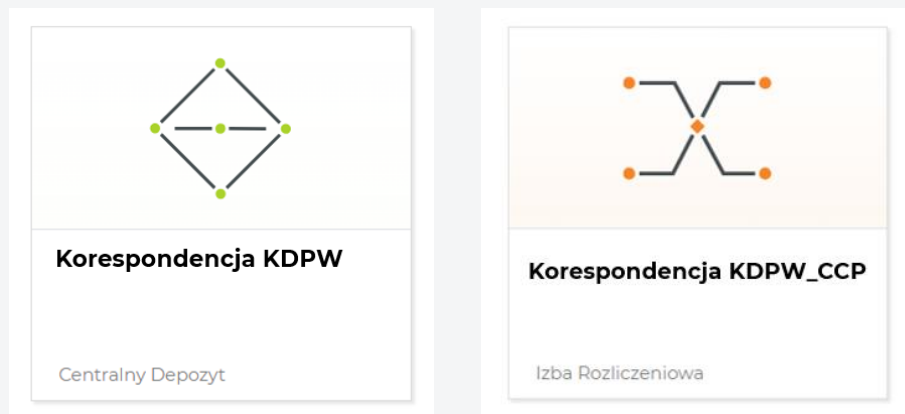 Korespondencja KDPW
Centralny Depozyt
Korespondencja KDPW_CCP
Izba Rozliczeniowa